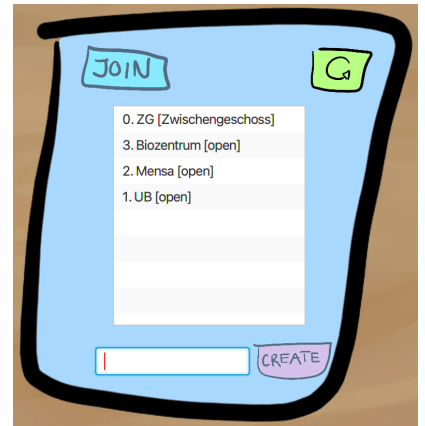 JOIN
0. ZG [Zwischengeschoss]
3. Biozentrum [open]
2. Mensa [open]
1. UB [open]
CREATE